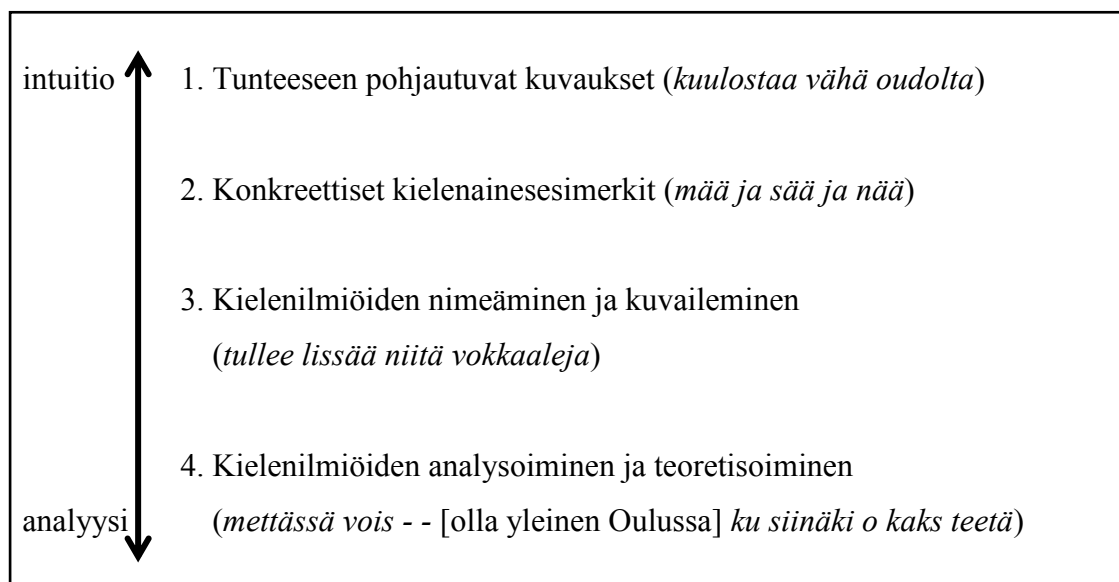 intuitio 1. Tunteeseen pohjautuvat kuvaukset (kuulostaa vähä oudolta)
2. Konkreettiset kielenainesesimerkit (mää ja sää ja nää)
3. Kielenilmiöiden nimeäminen ja kuvaileminen
(tullee lissää niitä vokkaaleja)
4. Kielenilmiöiden analysoiminen ja teoretisoiminen
analyysi (mettässä vois - - [olla yleinen Oulussa] ku siinäki o kaks teetä)